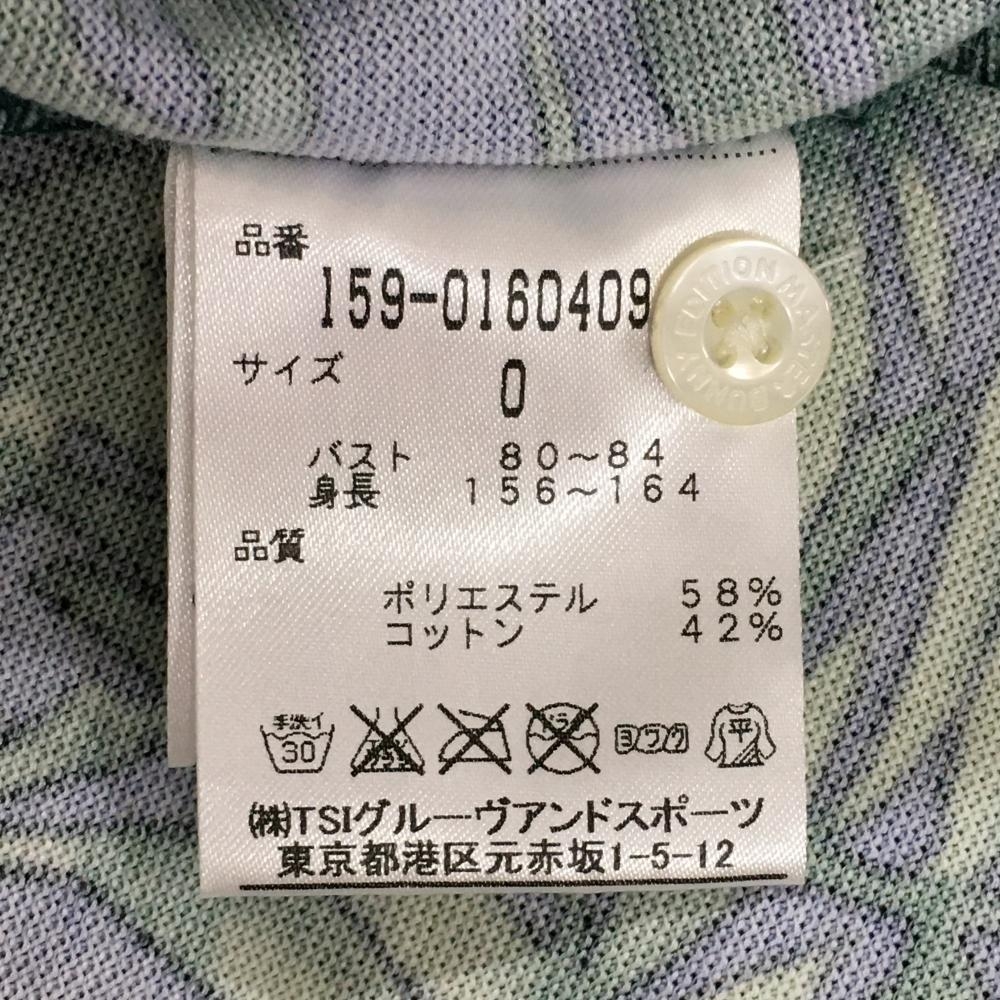 品番
159-0160409
サイズ
0
バスト 80～84
身長 156～164
品質
ポリエステル 58%
コットン 42%
手洗イ 30 ヨワク 平
㈱TSIグルーヴアンドスポーツ
東京都港区元赤坂1-5-12
MASTER BUNNY EDITION